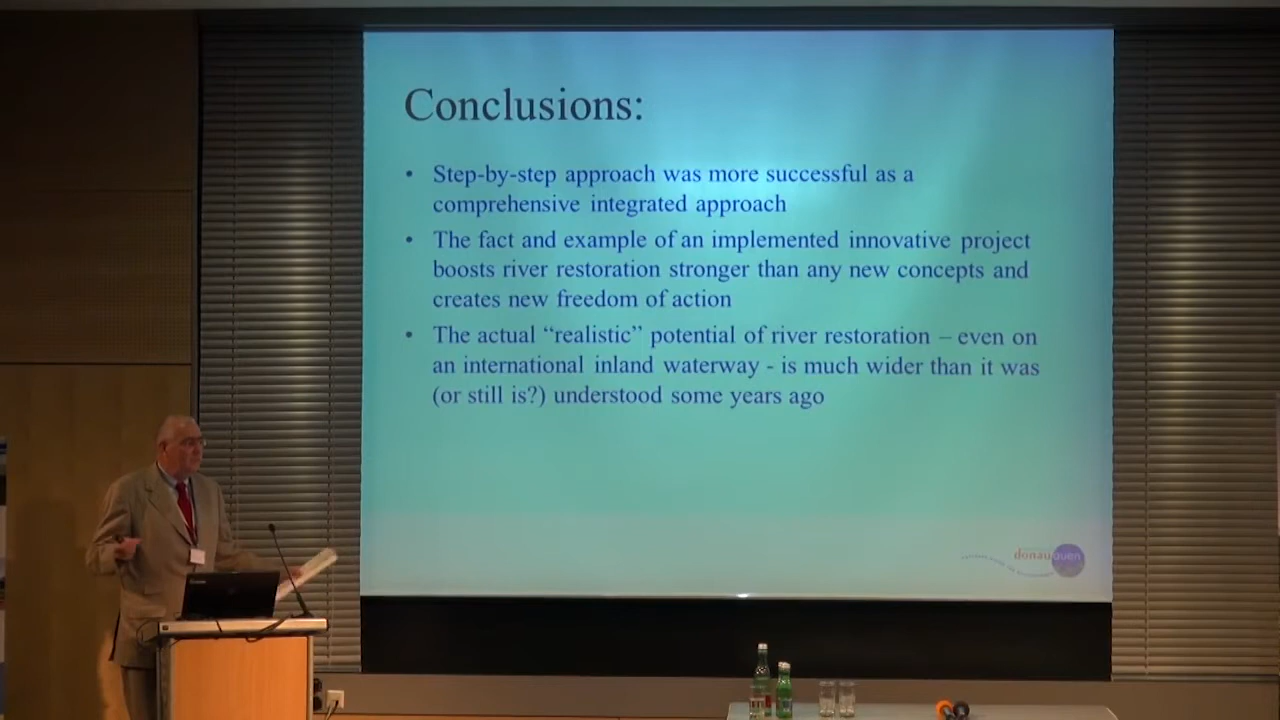 Conclusions:
• Step-by-step approach was more successful as a
comprehensive integrated approach
• The fact and example of an implemented innovative project
boosts river restoration stronger than any new concepts and
creates new freedom of action
• The actual “realistic” potential of river restoration – even on
an international inland waterway - is much wider than it was
(or still is?) understood some years ago
donauauen